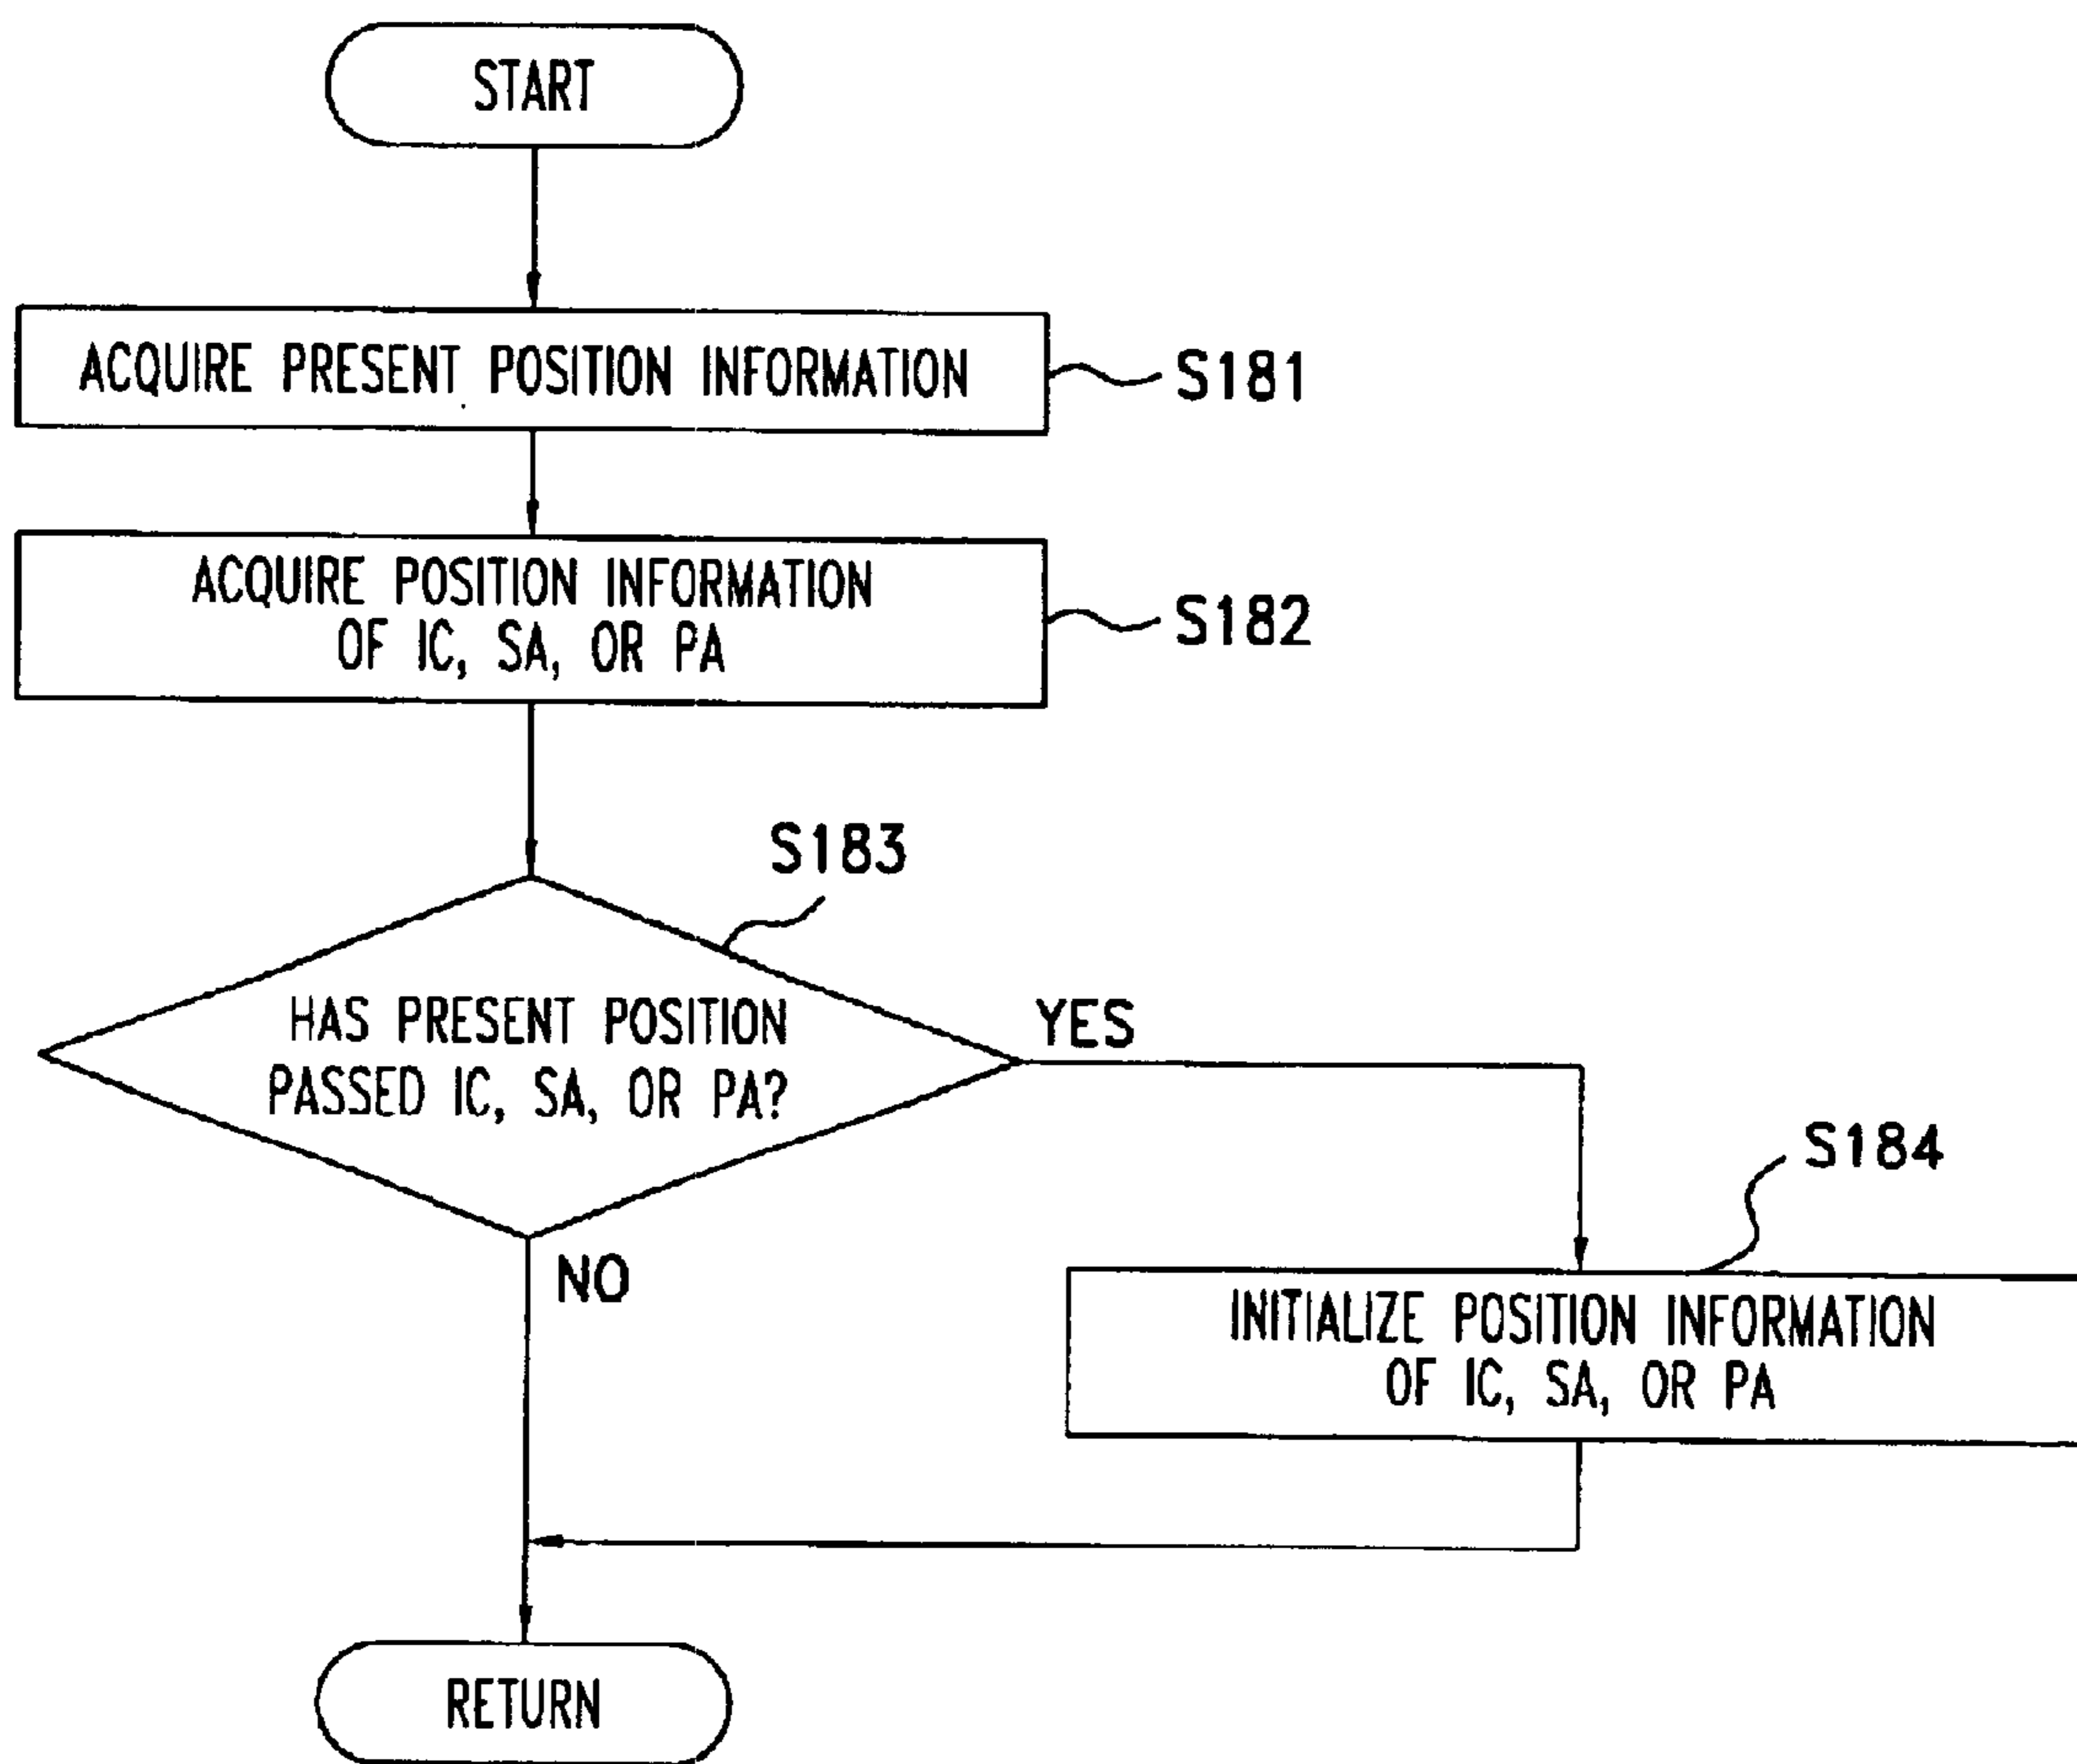 START
ACQUIRE PRESENT POSITION INFORMATION
S181
ACQUIRE POSITION INFORMATION
OF IC, SA, OR PA
S182
S183
HAS PRESENT POSITION
PASSED IC, SA, OR PA?
YES
S184
NO
INITIALIZE POSITION INFORMATION
OF IC, SA, OR PA
RETURN